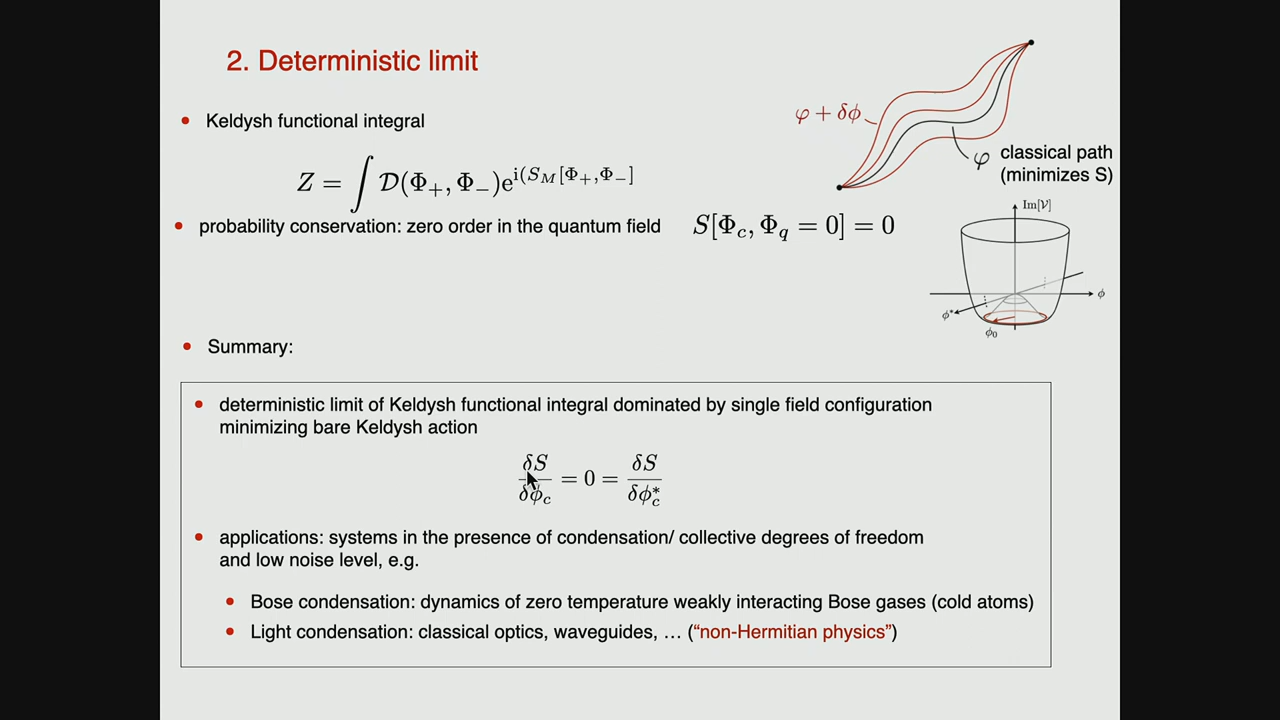 2. Deterministic limit
• Keldysh functional integral
Z = ∫ 𝒟(Φ₊, Φ₋)e^{i(S_M[Φ₊,Φ₋]}
φ + δϕ
φ classical path
(minimizes S)
• probability conservation: zero order in the quantum field S[Φ_c, Φ_q = 0] = 0
Im[𝒱]
ϕ
ϕ*
ϕ₀
• Summary:
• deterministic limit of Keldysh functional integral dominated by single field configuration
minimizing bare Keldysh action
δS/δϕ_c = 0 = δS/δϕ_c^*
• applications: systems in the presence of condensation/ collective degrees of freedom
and low noise level, e.g.
• Bose condensation: dynamics of zero temperature weakly interacting Bose gases (cold atoms)
• Light condensation: classical optics, waveguides, … (“non-Hermitian physics”)